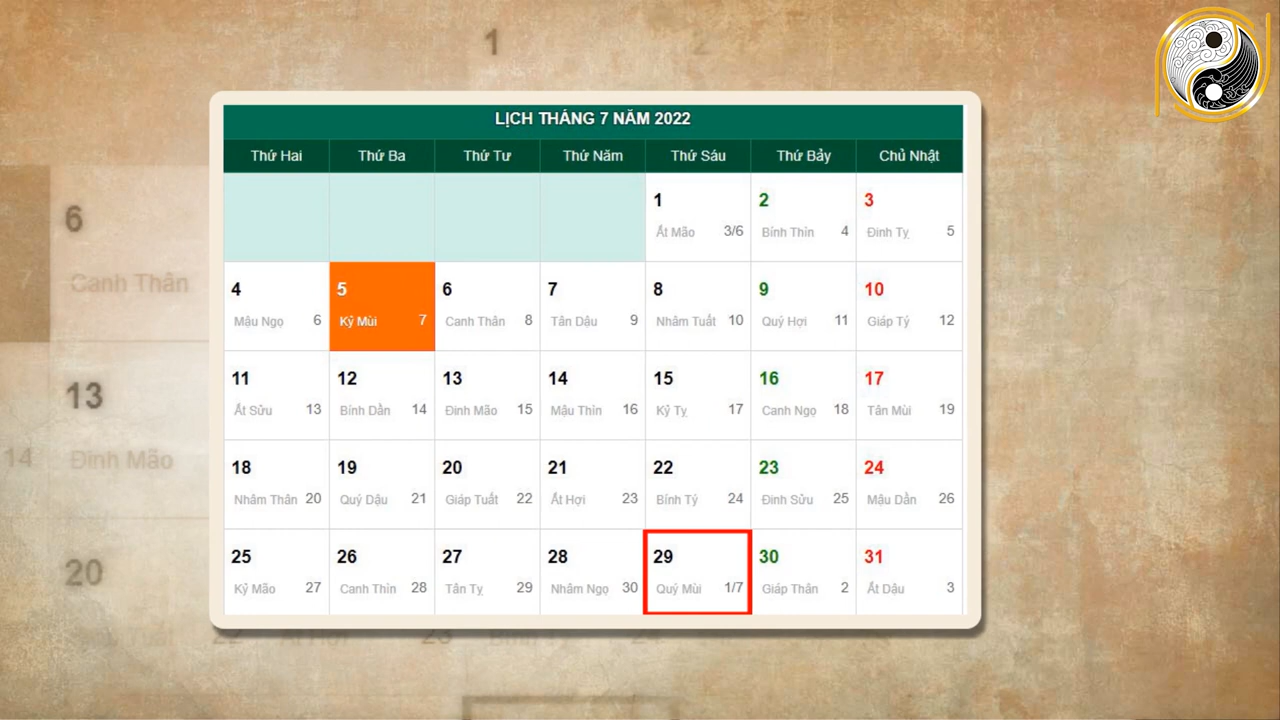 1
2
6
Canh Thân
7
13
14
Đinh Mão
20
LỊCH THÁNG 7 NĂM 2022
Thứ Hai Thứ Ba Thứ Tư Thứ Năm Thứ Sáu Thứ Bảy Chủ Nhật
1 2 3
Ất Mão 3/6 Bính Thìn 4 Đinh Tỵ 5
4 5 6 7 8 9 10
Mậu Ngọ 6 Kỷ Mùi 7 Canh Thân 8 Tân Dậu 9 Nhâm Tuất 10 Quý Hợi 11 Giáp Tý 12
11 12 13 14 15 16 17
Ất Sửu 13 Bính Dần 14 Đinh Mão 15 Mậu Thìn 16 Kỷ Tỵ 17 Canh Ngọ 18 Tân Mùi 19
18 19 20 21 22 23 24
Nhâm Thân 20 Quý Dậu 21 Giáp Tuất 22 Ất Hợi 23 Bính Tý 24 Đinh Sửu 25 Mậu Dần 26
25 26 27 28 29 30 31
Kỷ Mão 27 Canh Thìn 28 Tân Tỵ 29 Nhâm Ngọ 30 Quý Mùi 1/7 Giáp Thân 2 Ất Dậu 3